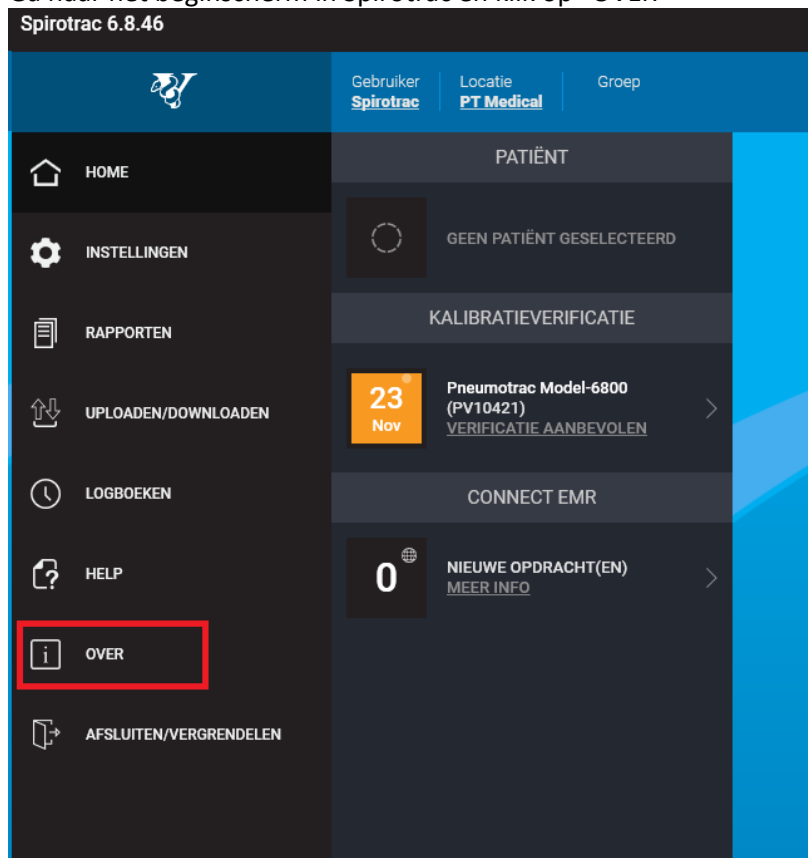 Spirotrac 6.8.46
Gebruiker Locatie Groep
Spirotrac PT Medical
HOME
INSTELLINGEN
RAPPORTEN
UPLOADEN/DOWNLOADEN
LOGBOEKEN
HELP
OVER
AFSLUITEN/VERGRENDELEN
PATIËNT
GEEN PATIËNT GESELECTEERD
KALIBRATIEVERIFICATIE
23
Nov
Pneumotrac Model-6800
(PV10421)
VERIFICATIE AANBEVOLEN
CONNECT EMR
0
NIEUWE OPDRACHT(EN)
MEER INFO